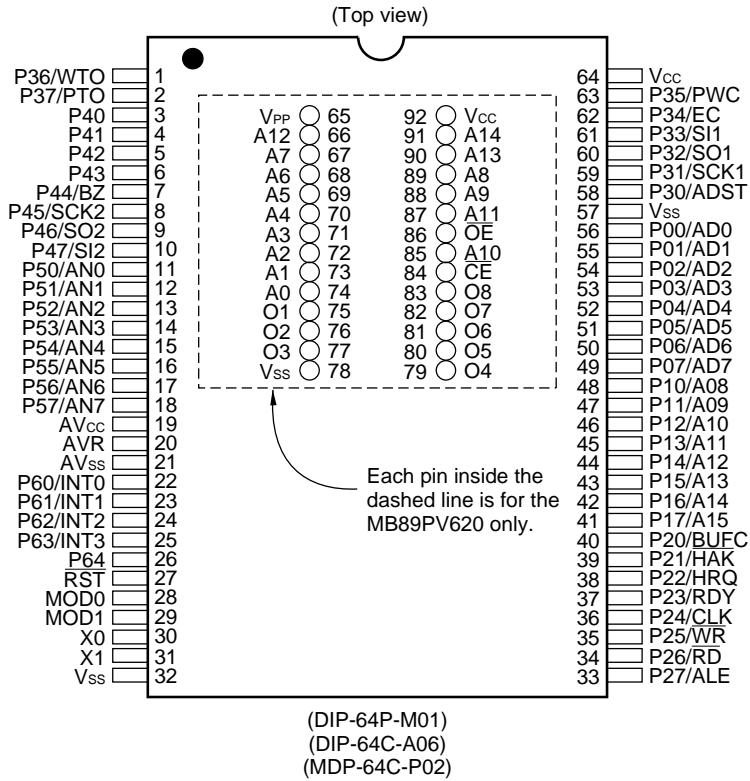 (Top view)
P36/WTO 1
P37/PTO 2
P40 3
P41 4
P42 5
P43 6
P44/BZ 7
P45/SCK2 8
P46/SO2 9
P47/SI2 10
P50/AN0 11
P51/AN1 12
P52/AN2 13
P53/AN3 14
P54/AN4 15
P55/AN5 16
P56/AN6 17
P57/AN7 18
AVCC 19
AVR 20
AVSS 21
P60/INT0 22
P61/INT1 23
P62/INT2 24
P63/INT3 25
P64 26
RST 27
MOD0 28
MOD1 29
X0 30
X1 31
VSS 32
VPP 65
A12 66
A7 67
A6 68
A5 69
A4 70
A3 71
A2 72
A1 73
A0 74
O1 75
O2 76
O3 77
VSS 78
92 VCC
91 A14
90 A13
89 A8
88 A9
87 A11
86 OE
85 A10
84 CE
83 O8
82 O7
81 O6
80 O5
79 O4
Each pin inside the
dashed line is for the
MB89PV620 only.
64 VCC
63 P35/PWC
62 P34/EC
61 P33/SI1
60 P32/SO1
59 P31/SCK1
58 P30/ADST
57 VSS
56 P00/AD0
55 P01/AD1
54 P02/AD2
53 P03/AD3
52 P04/AD4
51 P05/AD5
50 P06/AD6
49 P07/AD7
48 P10/A08
47 P11/A09
46 P12/A10
45 P13/A11
44 P14/A12
43 P15/A13
42 P16/A14
41 P17/A15
40 P20/BUFC
39 P21/HAK
38 P22/HRQ
37 P23/RDY
36 P24/CLK
35 P25/WR
34 P26/RD
33 P27/ALE
(DIP-64P-M01)
(DIP-64C-A06)
(MDP-64C-P02)